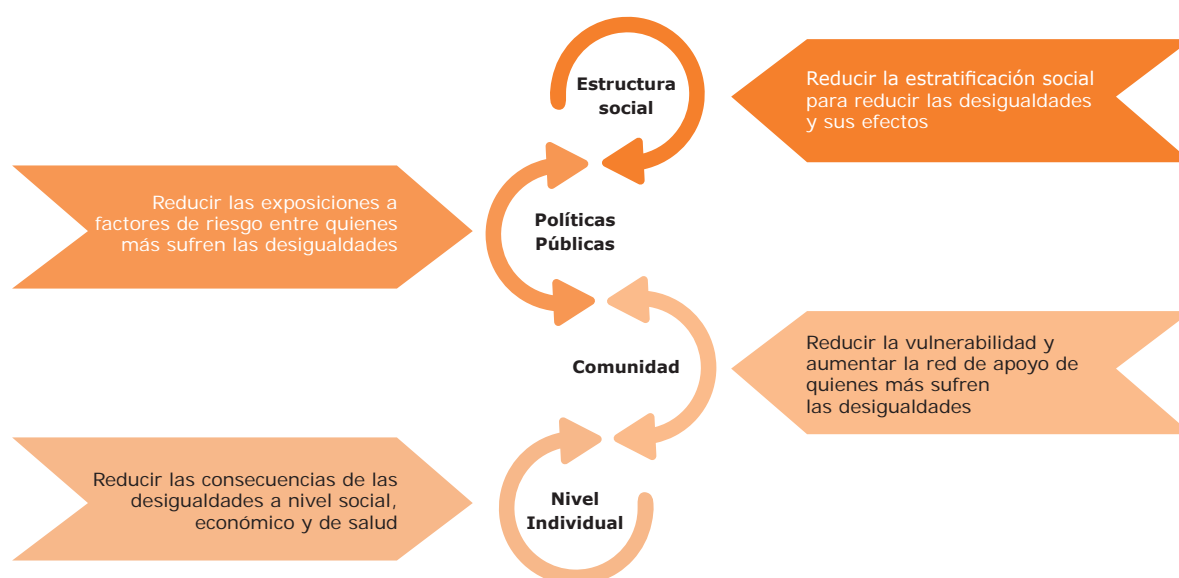 Estructura
social
Reducir la estratificación social
para reducir las desigualdades
y sus efectos
Reducir las exposiciones a
factores de riesgo entre quienes
más sufren las desigualdades
Políticas
Públicas
Comunidad
Reducir la vulnerabilidad y
aumentar la red de apoyo de
quienes más sufren
las desigualdades
Reducir las consecuencias de las
desigualdades a nivel social,
económico y de salud
Nivel
Individual